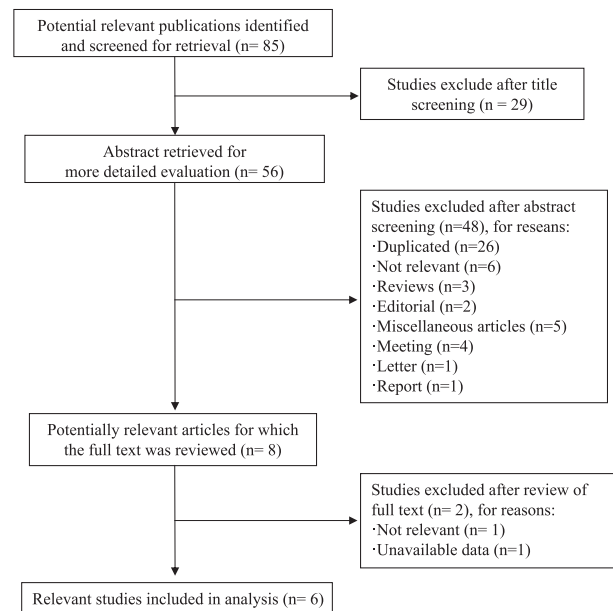 Potential relevant publications identified
and screened for retrieval (n= 85)
Studies exclude after title
screening (n = 29)
Abstract retrieved for
more detailed evaluation (n= 56)
Studies excluded after abstract
screening (n=48), for reseans:
·Duplicated (n=26)
·Not relevant (n=6)
·Reviews (n=3)
·Editorial (n=2)
·Miscellaneous articles (n=5)
·Meeting (n=4)
·Letter (n=1)
·Report (n=1)
Potentially relevant articles for which
the full text was reviewed (n= 8)
Studies excluded after review of
full text (n= 2), for reasons:
·Not relevant (n= 1)
·Unavailable data (n=1)
Relevant studies included in analysis (n= 6)